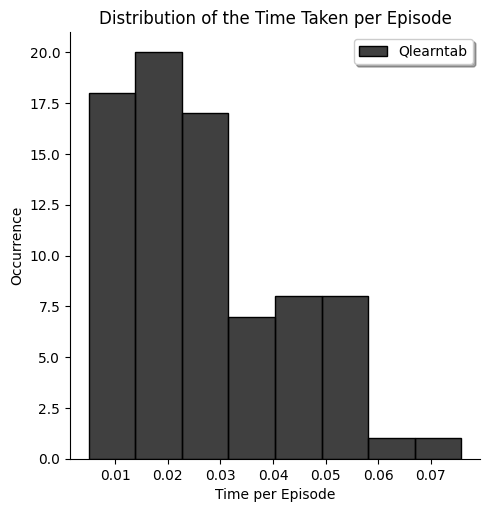 Distribution of the Time Taken per Episode
Qlearntab
20.0
17.5
15.0
12.5
10.0
7.5
5.0
2.5
0.0
Occurrence
0.01 0.02 0.03 0.04 0.05 0.06 0.07
Time per Episode